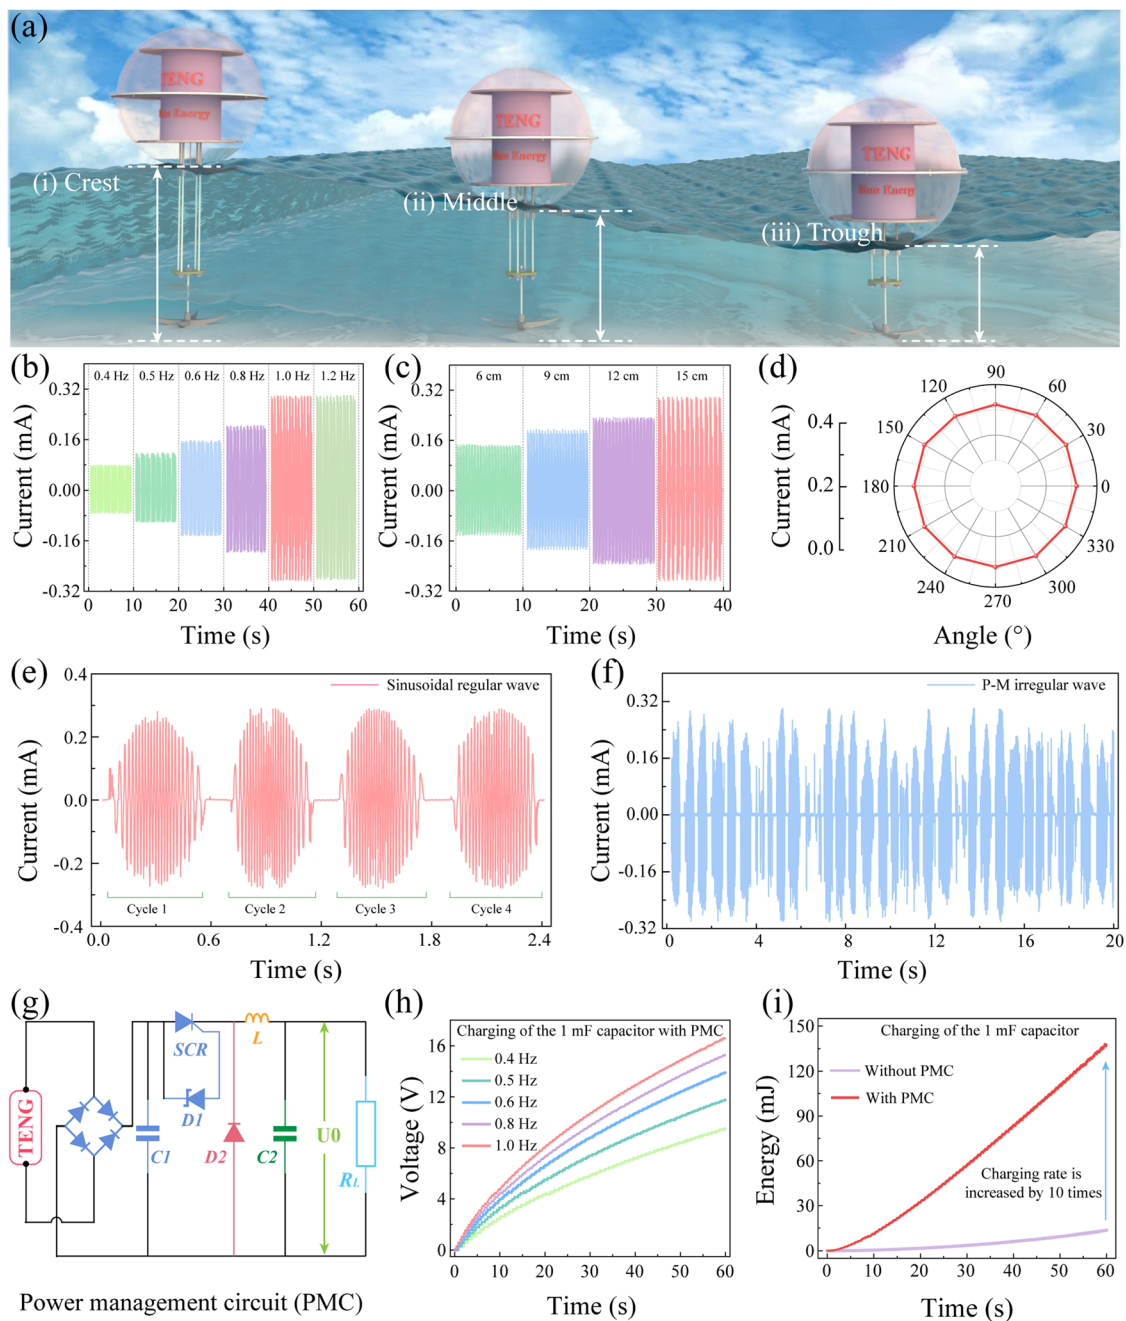 (a)
TENG
ue Energy
TENG
Blue Energy
TENG
Blue Energy
(i) Crest
(ii) Middle
(iii) Trough
(b)
0.4 Hz 0.5 Hz 0.6 Hz 0.8 Hz 1.0 Hz 1.2 Hz
0.32
0.16
0.00
-0.16
-0.32
Current (mA)
0 10 20 30 40 50 60
Time (s)
(c)
6 cm 9 cm 12 cm 15 cm
0.32
0.16
0.00
-0.16
-0.32
Current (mA)
0 10 20 30 40
Time (s)
(d)
Current (mA)
0.4
0.2
0.0
90
120 60
150 30
180 0
210 330
240 300
270
Angle (°)
(e)
Sinusoidal regular wave
0.4
0.2
0.0
-0.2
-0.4
Current (mA)
Cycle 1 Cycle 2 Cycle 3 Cycle 4
0.0 0.6 1.2 1.8 2.4
Time (s)
(f)
P-M irregular wave
0.32
0.16
0.00
-0.16
-0.32
Current (mA)
0 4 8 12 16 20
Time (s)
(g)
TENG
SCR
D1
C1
D2
L
C2
U0
RL
Power management circuit (PMC)
(h)
Charging of the 1 mF capacitor with PMC
0.4 Hz
0.5 Hz
0.6 Hz
0.8 Hz
1.0 Hz
16
12
8
4
0
Voltage (V)
0 10 20 30 40 50 60
Time (s)
(i)
Charging of the 1 mF capacitor
Without PMC
With PMC
Charging rate is
increased by 10 times
150
120
90
60
30
0
Energy (mJ)
0 10 20 30 40 50 60
Time (s)